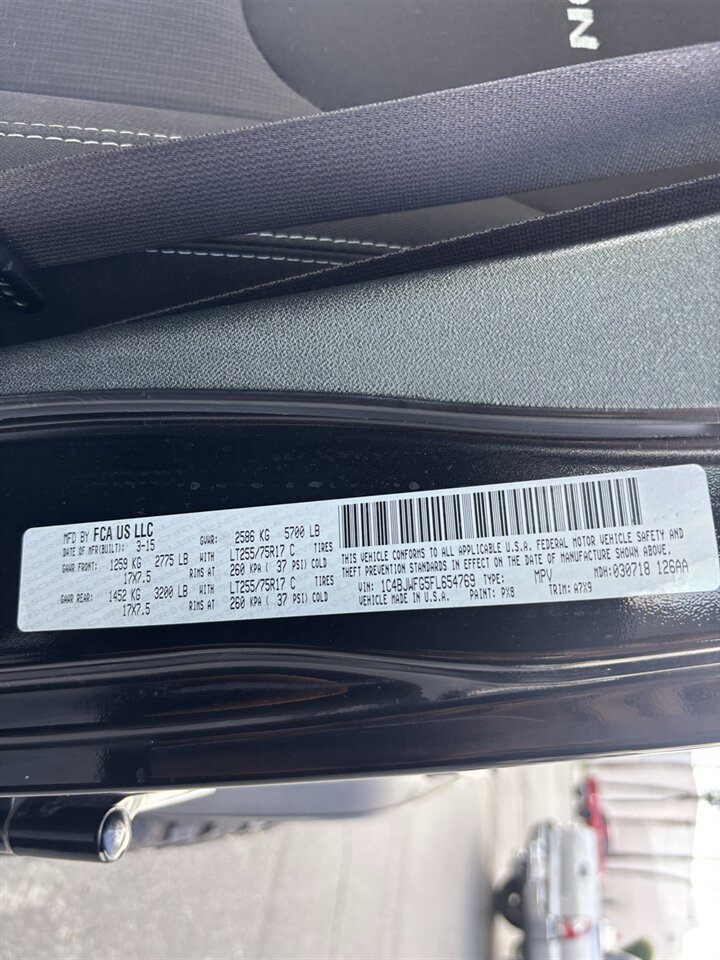 MFD BY FCA US LLC
DATE OF MFR(BUILT): 3-15 GVWR: 2586 KG 5700 LB
GAWR FRONT: 1259 KG 2775 LB WITH LT255/75R17 C TIRES
17X7.5 RIMS AT 260 KPA ( 37 PSI) COLD
GAWR REAR: 1452 KG 3200 LB WITH LT255/75R17 C TIRES
17X7.5 RIMS AT 260 KPA ( 37 PSI) COLD
THIS VEHICLE CONFORMS TO ALL APPLICABLE U.S.A. FEDERAL MOTOR VEHICLE SAFETY AND
THEFT PREVENTION STANDARDS IN EFFECT ON THE DATE OF MANUFACTURE SHOWN ABOVE.
VIN: 1C4BJWFG5FL654769 TYPE: MPV MDH:030718 126AA
VEHICLE MADE IN U.S.A. PAINT: PX8 TRIM: A7X9